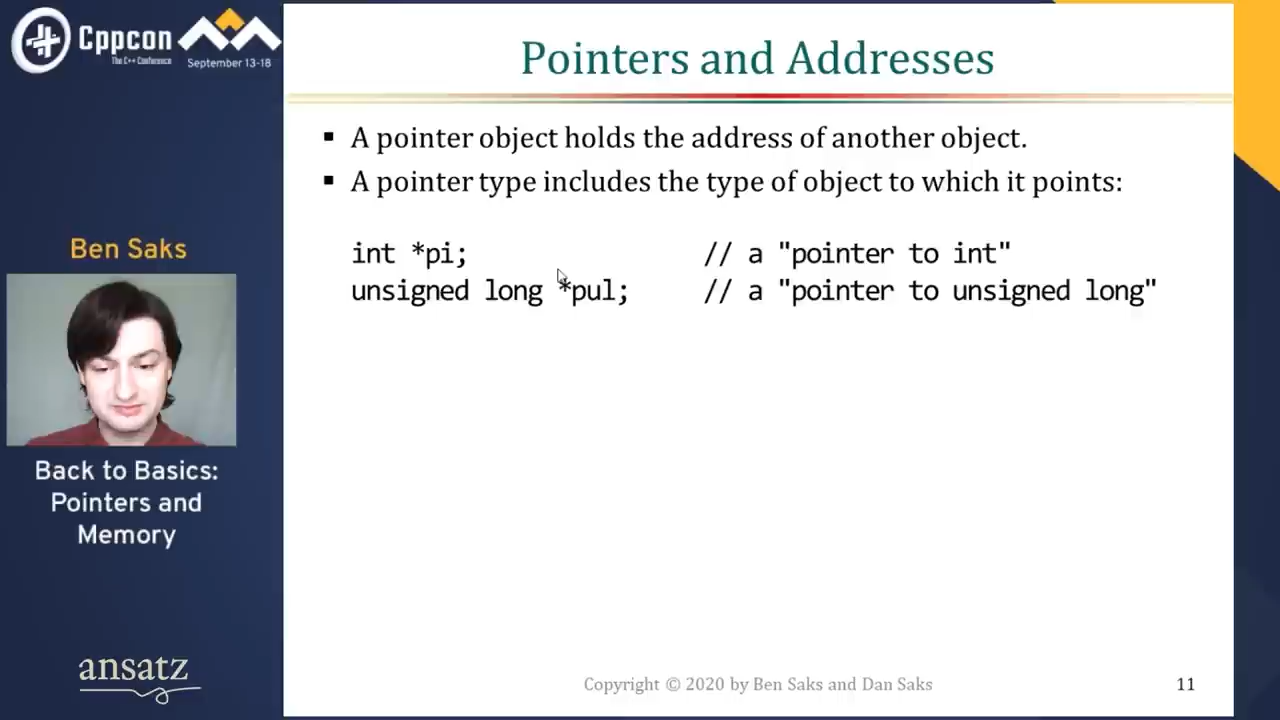 Cppcon
The C++ Conference
September 13-18
Ben Saks
Back to Basics:
Pointers and
Memory
ansatz
Pointers and Addresses
▪ A pointer object holds the address of another object.
▪ A pointer type includes the type of object to which it points:
int *pi; // a "pointer to int"
unsigned long *pul; // a "pointer to unsigned long"
Copyright © 2020 by Ben Saks and Dan Saks
11